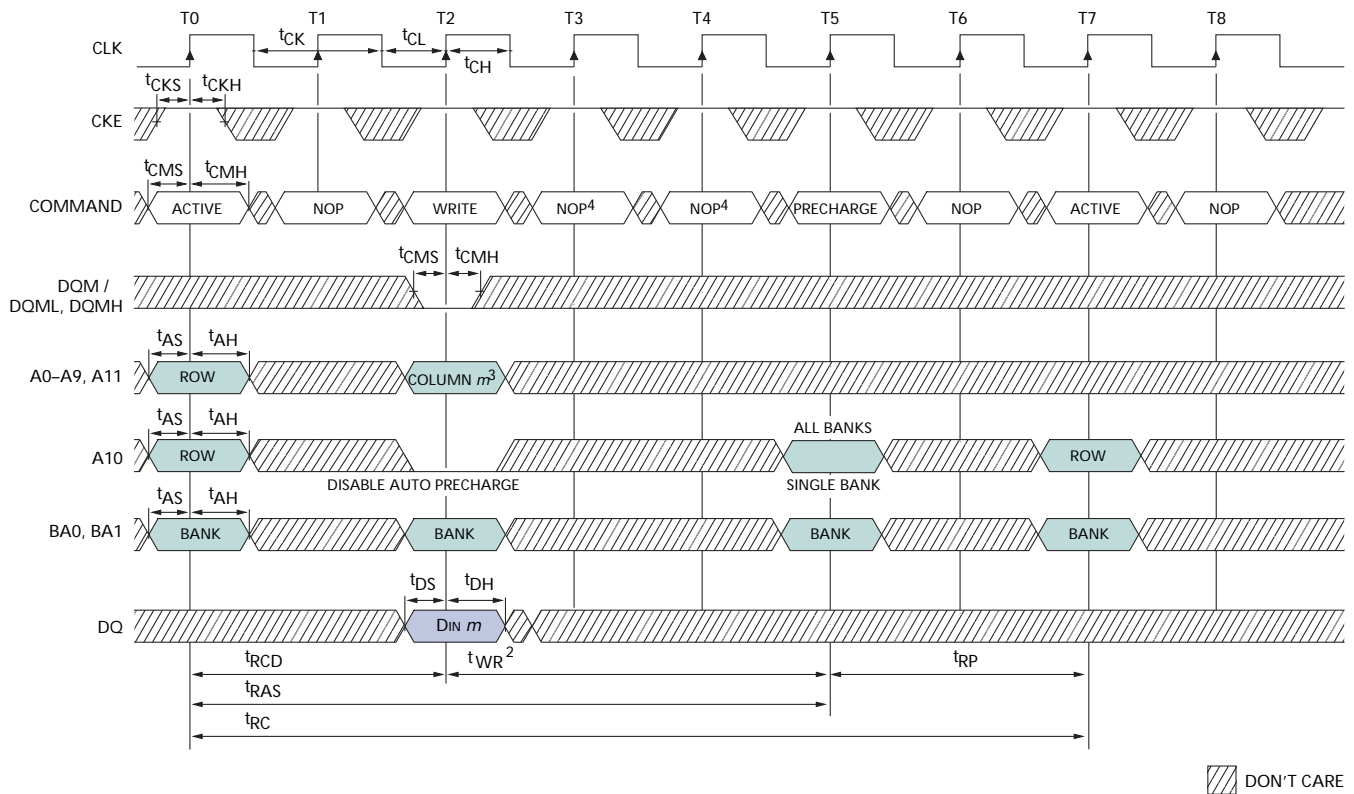 T0 T1 T2 T3 T4 T5 T6 T7 T8
CLK tCK tCL tCH
tCKS tCKH
CKE
tCMS tCMH
COMMAND ACTIVE NOP WRITE NOP4 NOP4 PRECHARGE NOP ACTIVE NOP
tCMS tCMH
DQM /
DQML, DQMH
tAS tAH
A0–A9, A11 ROW COLUMN m3
tAS tAH ALL BANKS
A10 ROW ROW
DISABLE AUTO PRECHARGE SINGLE BANK
tAS tAH
BA0, BA1 BANK BANK BANK BANK
tDS tDH
DQ DIN m
tRCD tWR2 tRP
tRAS
tRC
DON'T CARE